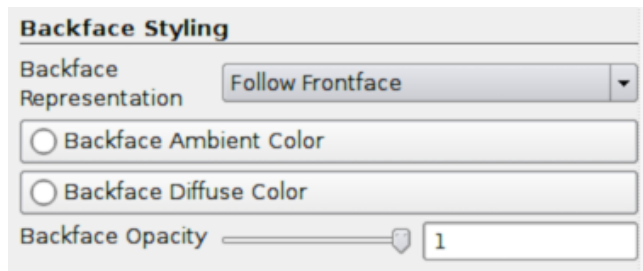 Backface Styling
Backface
Representation
Follow Frontface
Backface Ambient Color
Backface Diffuse Color
Backface Opacity 1